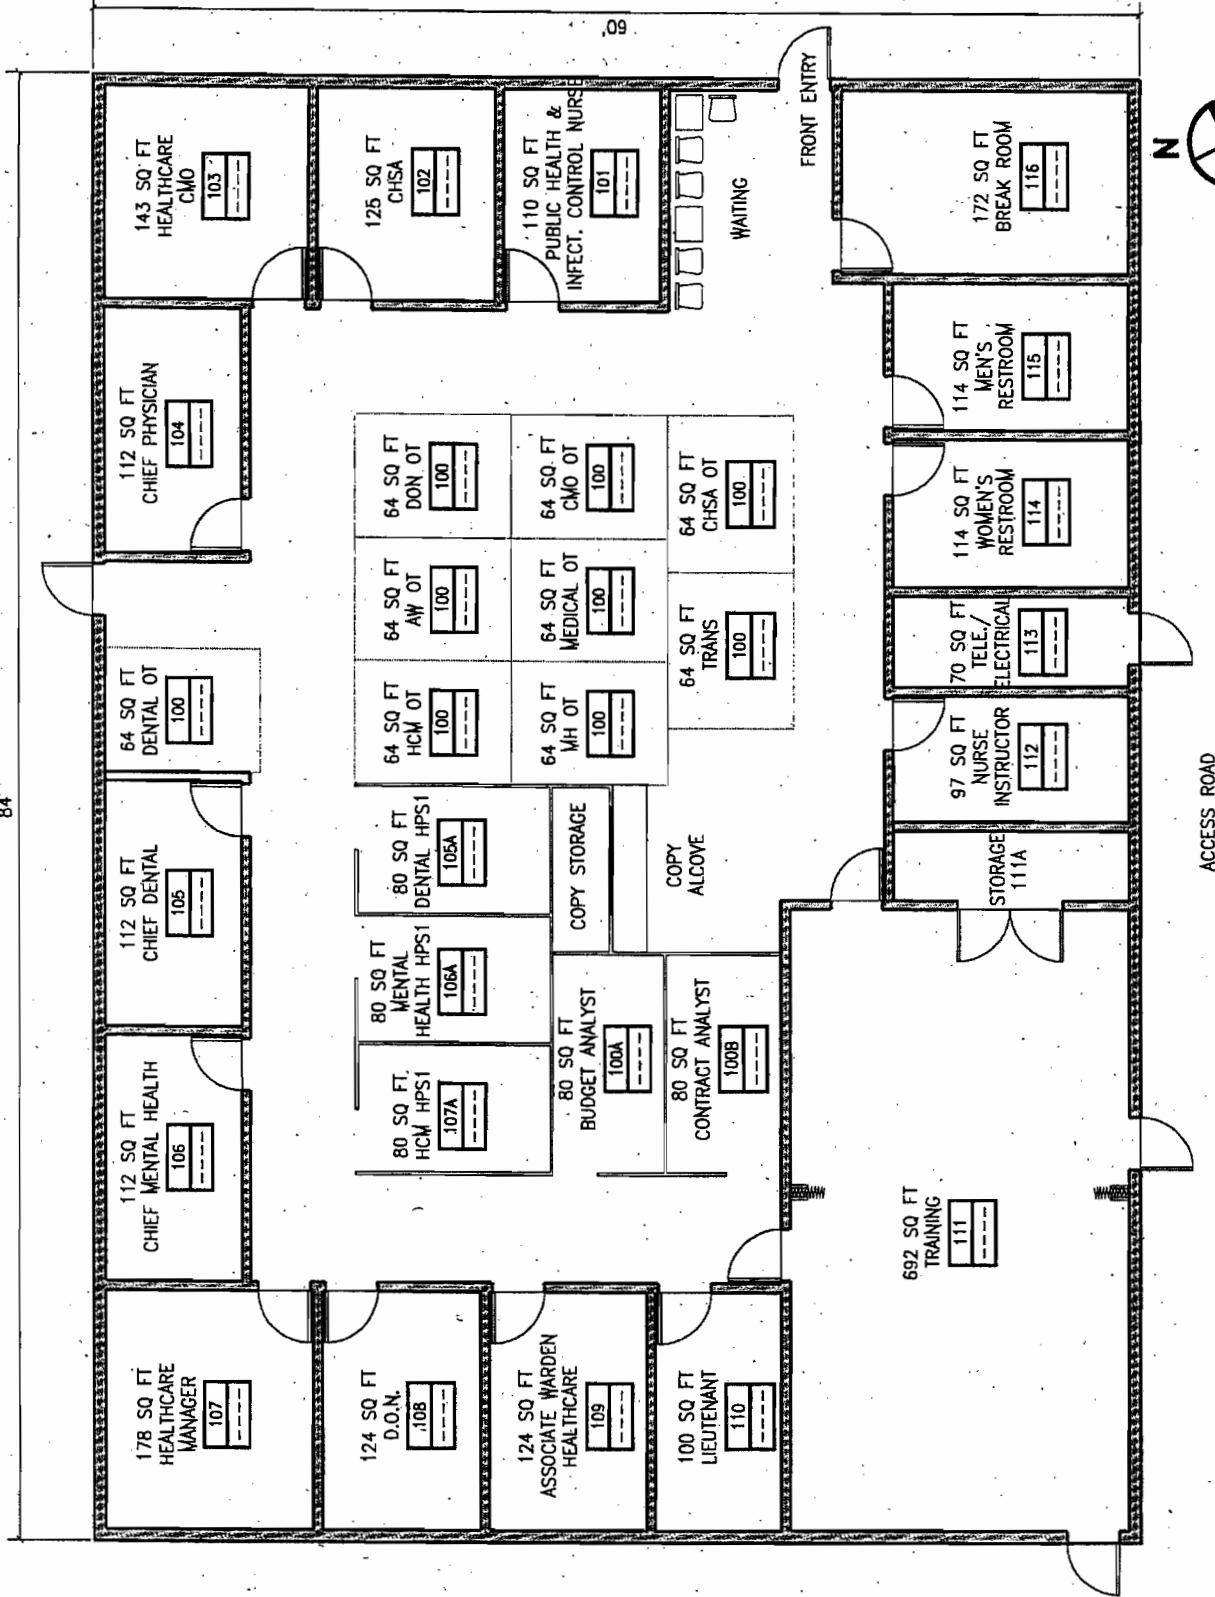 60'
84'
143 SQ FT
HEALTHCARE
CMO
103
125 SQ FT
CHSA
102
110 SQ FT
PUBLIC HEALTH &
INFECT. CONTROL NURSE
101
WAITING
FRONT ENTRY
172 SQ FT
BREAK ROOM
116
N
112 SQ FT
CHIEF PHYSICIAN
104
64 SQ FT
DON OT
100
64 SQ FT
CMO OT
100
64 SQ FT
CHSA OT
100
114 SQ FT
MEN'S
RESTROOM
115
64 SQ FT
AW OT
100
64 SQ FT
MEDICAL OT
100
64 SQ FT
TRANS
100
114 SQ FT
WOMEN'S
RESTROOM
114
64 SQ FT
DENTAL OT
100
64 SQ FT
HCM OT
100
64 SQ FT
MH OT
100
70 SQ FT
TELE./
ELECTRICAL
113
97 SQ FT
NURSE
INSTRUCTOR
112
112 SQ FT
CHIEF DENTAL
105
80 SQ FT
DENTAL HPS1
105A
COPY STORAGE
COPY
ALCOVE
STORAGE
111A
ACCESS ROAD
80 SQ FT
MENTAL
HEALTH HPS1
106A
112 SQ FT
CHIEF MENTAL HEALTH
106
80 SQ FT.
HCM HPS1
107A
80 SQ FT
BUDGET ANALYST
100A
80 SQ FT
CONTRACT ANALYST
100B
178 SQ FT
HEALTHCARE
MANAGER
107
124 SQ FT
D.O.N.
108
124 SQ FT
ASSOCIATE WARDEN
HEALTHCARE
109
100 SQ FT
LIEUTENANT
110
692 SQ FT
TRAINING
111